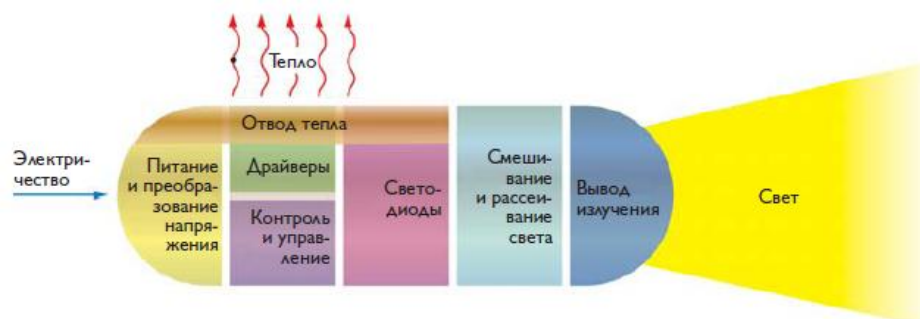 Тепло
Отвод тепла
Электри-
чество
Питание
и преобра-
зование
напря-
жения
Драйверы
Контроль
и управ-
ление
Свето-
диоды
Смеши-
вание
и рассеи-
вание
света
Вывод
излучения
Свет